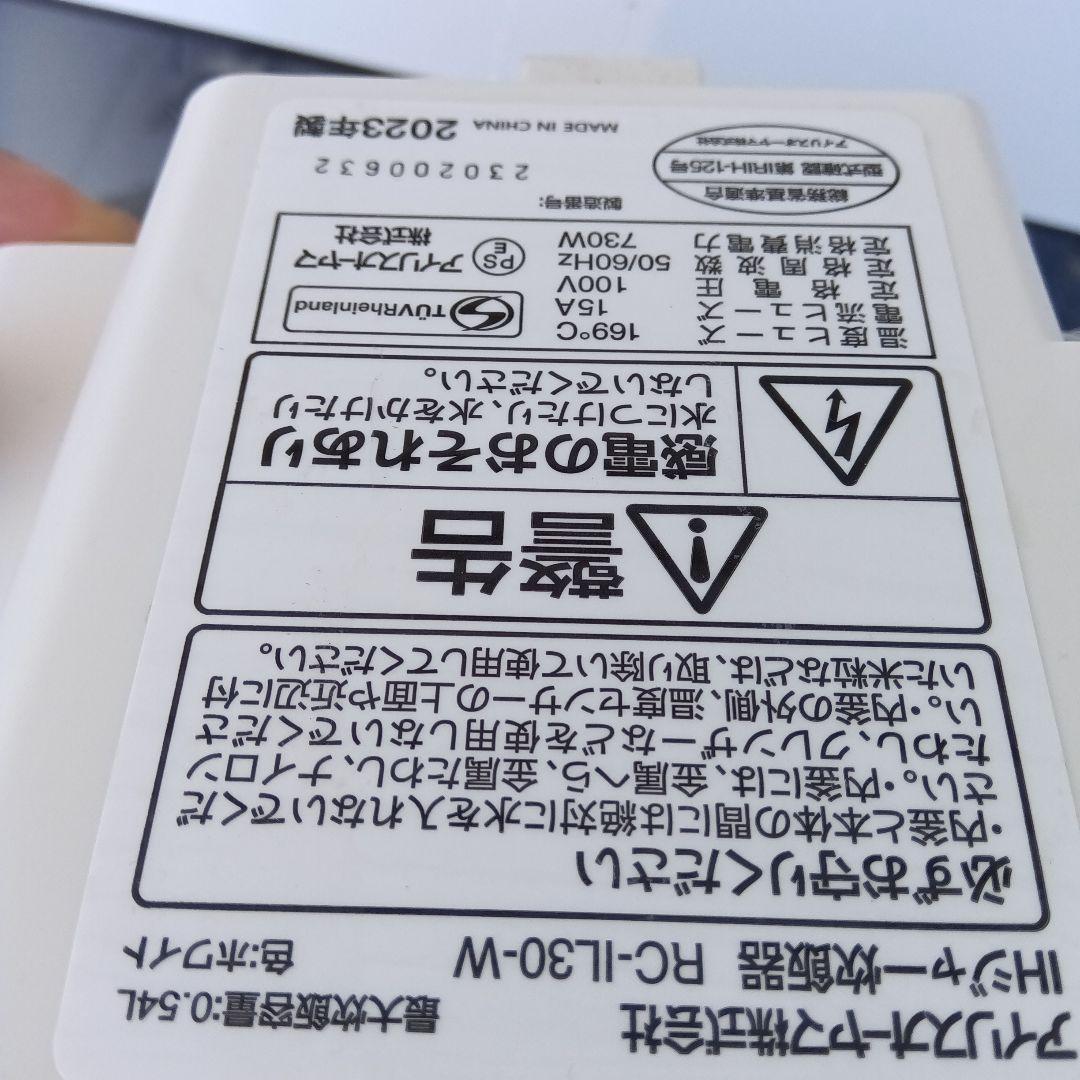 アイリスオーヤマ株式会社
最大炊飯容量:0.54L
IHジャー炊飯器 RC-IL30-W
色:ホワイト
必ずお守りください
・内釜と本体の間には絶対に水を入れないでくだ
さい。・内釜には、金属へら、金属たわし、ナイロン
たわし、クレンザーなどを使用しないでくださ
い。・内釜の外側、温度センサーの上面や近辺に付
いた米粒などは、取り除いて使用してください。
警告
感電のおそれあり
水につけたり、水をかけたり
しないでください。
温度ヒューズ 169℃
電流ヒューズ 15A
定格電圧 100V
定格周波数 50/60Hz
定格消費電力 730W
TÜVRheinland
PS
E
アイリスオーヤマ
株式会社
総務省基準適合
型式確認 第IRIH-125号
アイリスオーヤマ株式会社
製造番号:
230200632
MADE IN CHINA 2023年製